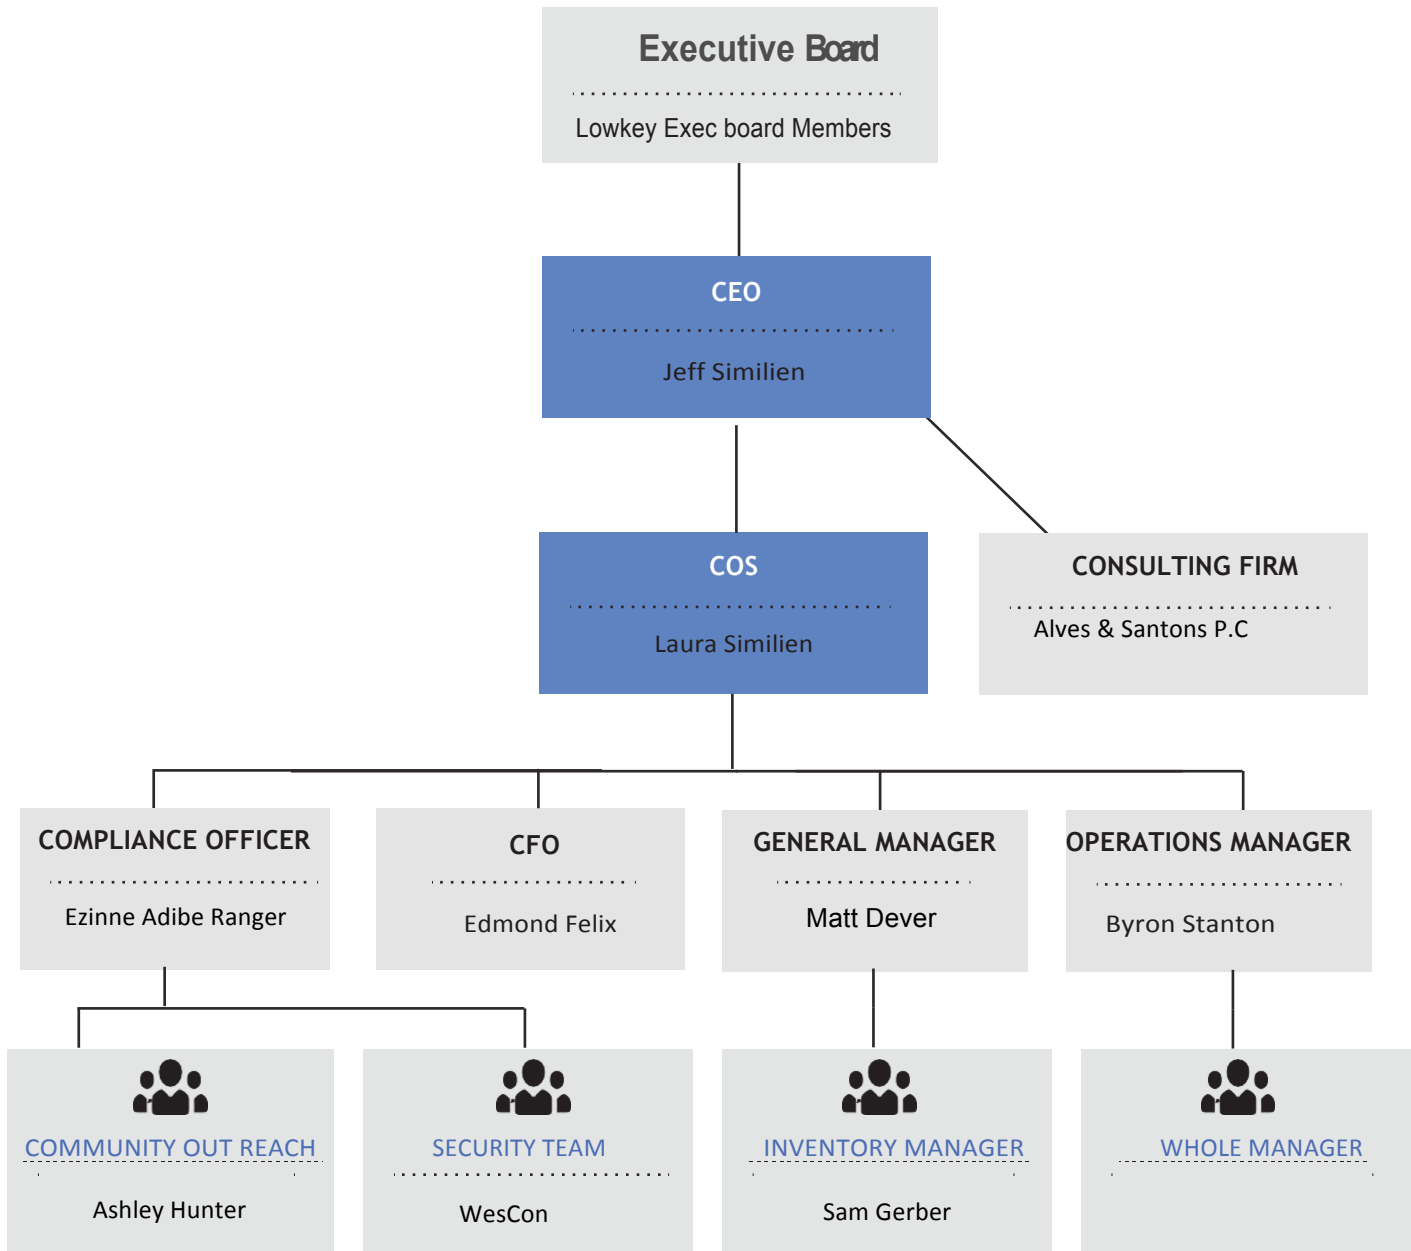 Executive Board
Lowkey Exec board Members
CEO
Jeff Similien
COS
Laura Similien
CONSULTING FIRM
Alves & Santons P.C
COMPLIANCE OFFICER
Ezinne Adibe Ranger
CFO
Edmond Felix
GENERAL MANAGER
Matt Dever
OPERATIONS MANAGER
Byron Stanton
COMMUNITY OUT REACH
Ashley Hunter
SECURITY TEAM
WesCon
INVENTORY MANAGER
Sam Gerber
WHOLE MANAGER